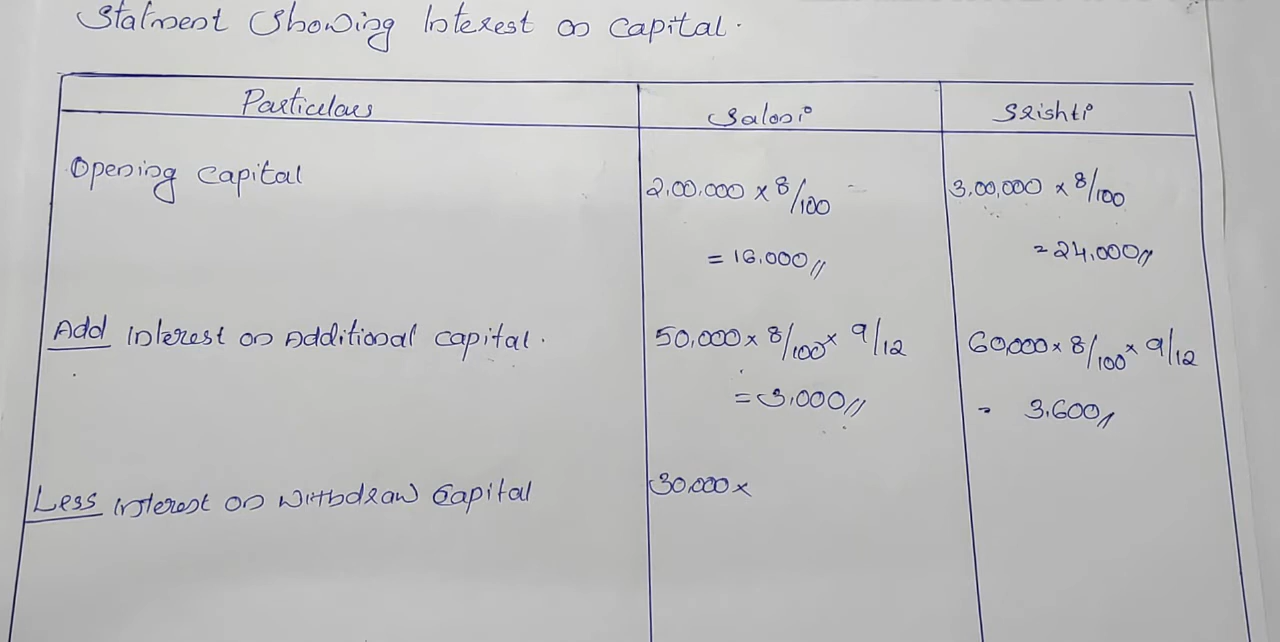 Statment Showing Interest on Capital.
Particulars Saloni Srishti
Opening Capital 2,00,000 x 8/100 3,00,000 x 8/100
= 16,000// = 24,000//
Add interest on Additional capital. 50,000 x 8/100 x 9/12 60,000 x 8/100 x 9/12
= 3,000// = 3,600//
Less interest on withdraw Capital 30,000 x